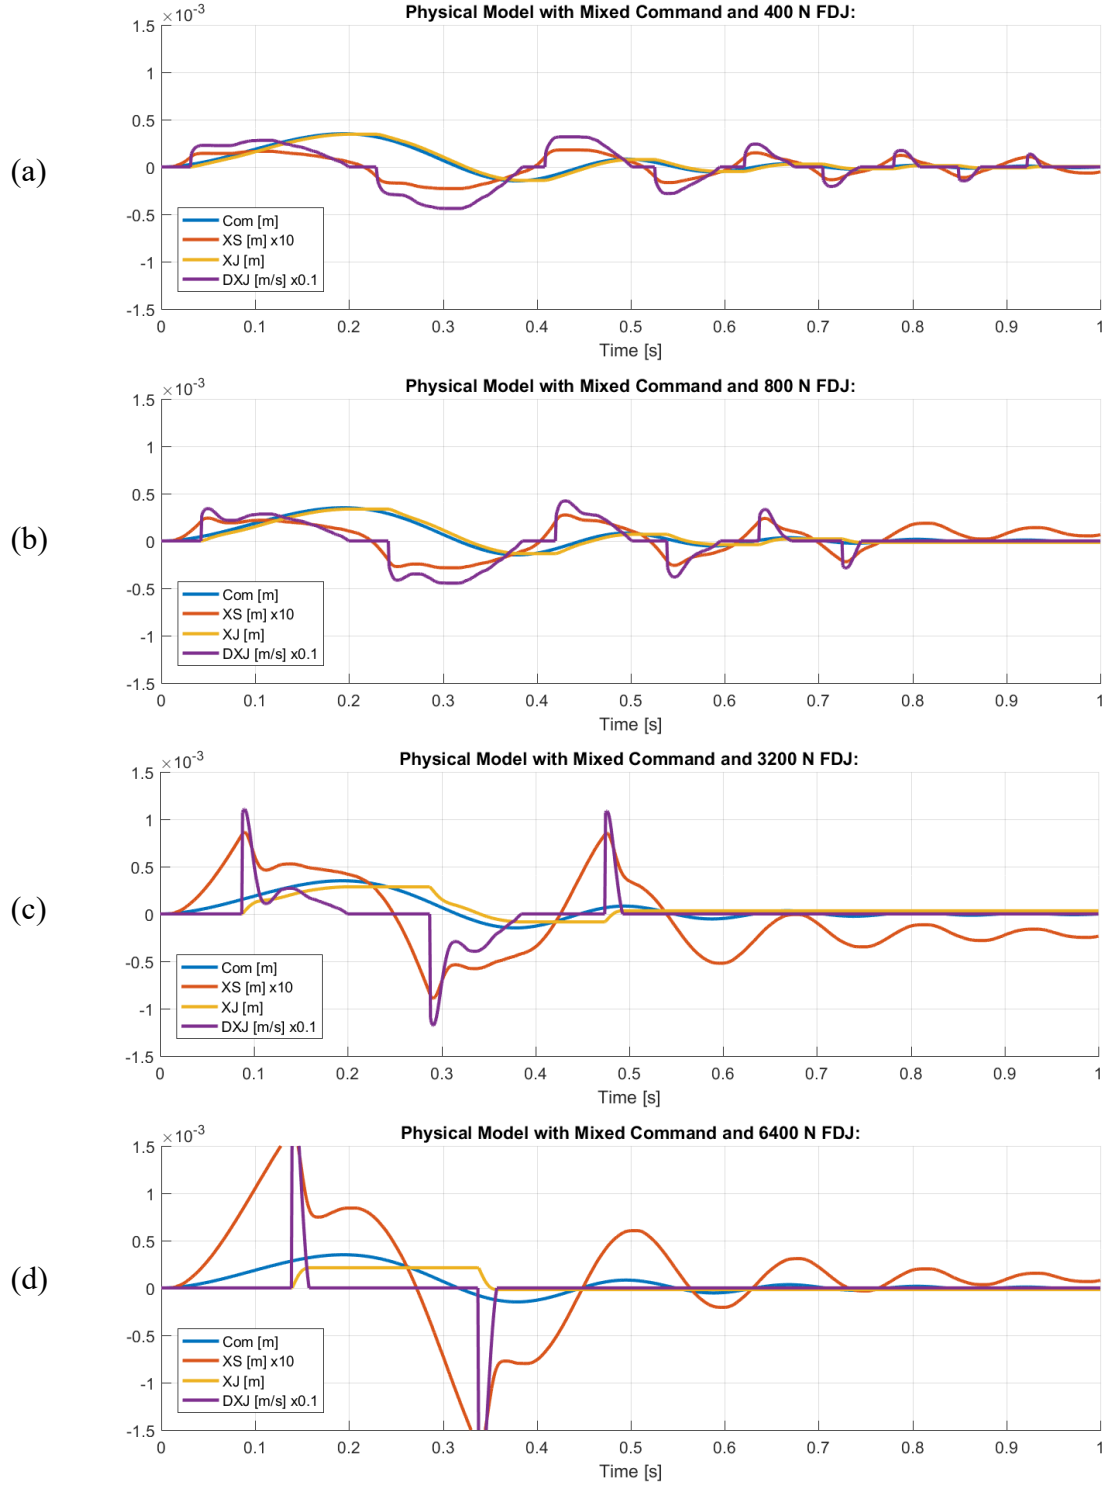 Physical Model with Mixed Command and 400 N FDJ:
×10-3
1.5
1
0.5
0
-0.5
-1
-1.5
(a)
Com [m]
XS [m] x10
XJ [m]
DXJ [m/s] x0.1
0 0.1 0.2 0.3 0.4 0.5 0.6 0.7 0.8 0.9 1
Time [s]
Physical Model with Mixed Command and 800 N FDJ:
×10-3
1.5
1
0.5
0
-0.5
-1
-1.5
(b)
Com [m]
XS [m] x10
XJ [m]
DXJ [m/s] x0.1
0 0.1 0.2 0.3 0.4 0.5 0.6 0.7 0.8 0.9 1
Time [s]
Physical Model with Mixed Command and 3200 N FDJ:
×10-3
1.5
1
0.5
0
-0.5
-1
-1.5
(c)
Com [m]
XS [m] x10
XJ [m]
DXJ [m/s] x0.1
0 0.1 0.2 0.3 0.4 0.5 0.6 0.7 0.8 0.9 1
Time [s]
Physical Model with Mixed Command and 6400 N FDJ:
×10-3
1.5
1
0.5
0
-0.5
-1
-1.5
(d)
Com [m]
XS [m] x10
XJ [m]
DXJ [m/s] x0.1
0 0.1 0.2 0.3 0.4 0.5 0.6 0.7 0.8 0.9 1
Time [s]